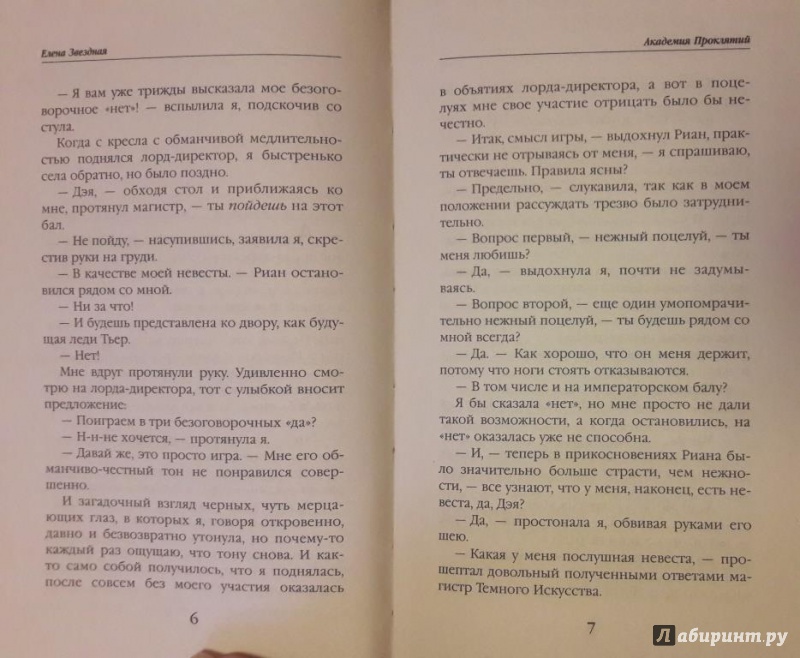 Елена Звездная
— Я вам уже трижды высказала мое безого-
ворочное «нет»! — вспылила я, подскочив со
стула.
Когда с кресла с обманчивой медлительно-
стью поднялся лорд-директор, я быстренько
села обратно, но было поздно.
— Дэя, — обходя стол и приближаясь ко
мне, протянул магистр, — ты пойдешь на этот
бал.
— Не пойду, — насупившись, заявила я, скре-
стив руки на груди.
— В качестве моей невесты. — Риан остано-
вился рядом со мной.
— Ни за что!
— И будешь представлена ко двору, как буду-
щая леди Тьер.
— Нет!
Мне вдруг протянули руку. Удивленно смо-
трю на лорда-директора, тот с улыбкой вносит
предложение:
— Поиграем в три безоговорочных «да»?
— Н-н-не хочется, — протянула я.
— Давай же, это просто игра. — Мне его об-
манчиво-честный тон не понравился совер-
шенно.
И загадочный взгляд черных, чуть мерца-
ющих глаз, в которых я, говоря откровенно,
давно и безвозвратно утонула, но почему-то
каждый раз ощущаю, что тону снова. И как-
то само собой получилось, что я поднялась,
после совсем без моего участия оказалась
6
Академия Проклятий
в объятиях лорда-директора, а вот в поце-
луях мне свое участие отрицать было бы не-
честно.
— Итак, смысл игры, — выдохнул Риан, прак-
тически не отрываясь от меня, — я спрашиваю,
ты отвечаешь. Правила ясны?
— Предельно, — слукавила, так как в моем
положении рассуждать трезво было затрудни-
тельно.
— Вопрос первый, — нежный поцелуй, — ты
меня любишь?
— Да, — выдохнула я, почти не задумы-
ваясь.
— Вопрос второй, — еще один умопомрачи-
тельно нежный поцелуй, — ты будешь рядом со
мной всегда?
— Да. — Как хорошо, что он меня держит,
потому что ноги стоять отказываются.
— В том числе и на императорском балу?
Я бы сказала «нет», но мне просто не дали
такой возможности, а когда остановились, на
«нет» оказалась уже не способна.
— И, — теперь в прикосновениях Риана бы-
ло значительно больше страсти, чем нежно-
сти, — все узнают, что у меня, наконец, есть не-
веста, да, Дэя?
— Да, — простонала я, обвивая руками его
шею.
— Какая у меня послушная невеста, — про-
шептал довольный полученными ответами ма-
гистр Темного Искусства.
7
Лабиринт.ру